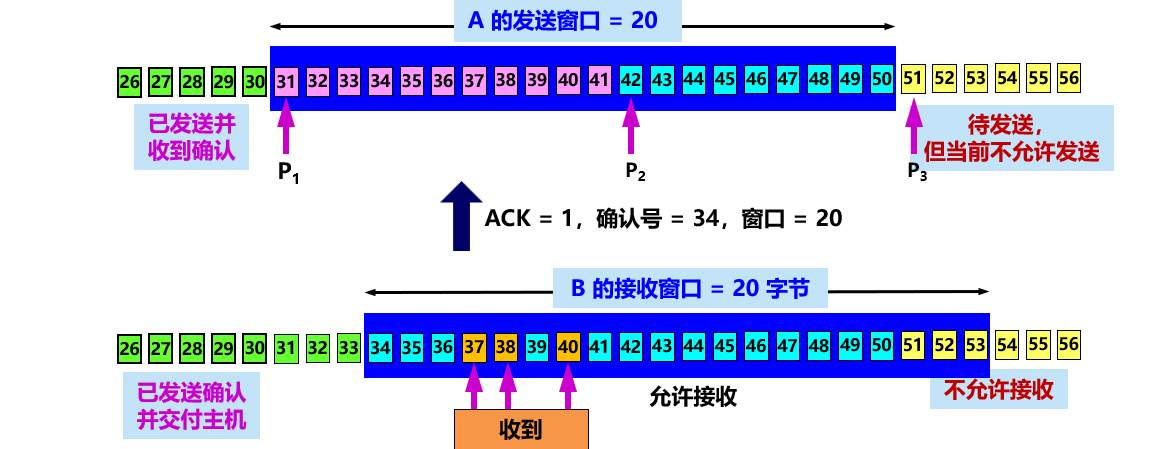 A 的发送窗口 = 20
26 27 28 29 30 31 32 33 34 35 36 37 38 39 40 41 42 43 44 45 46 47 48 49 50 51 52 53 54 55 56
已发送并
收到确认
待发送，
但当前不允许发送
P1
P2
P3
ACK = 1，确认号 = 34，窗口 = 20
B 的接收窗口 = 20 字节
26 27 28 29 30 31 32 33 34 35 36 37 38 39 40 41 42 43 44 45 46 47 48 49 50 51 52 53 54 55 56
已发送确认
并交付主机
允许接收
不允许接收
收到